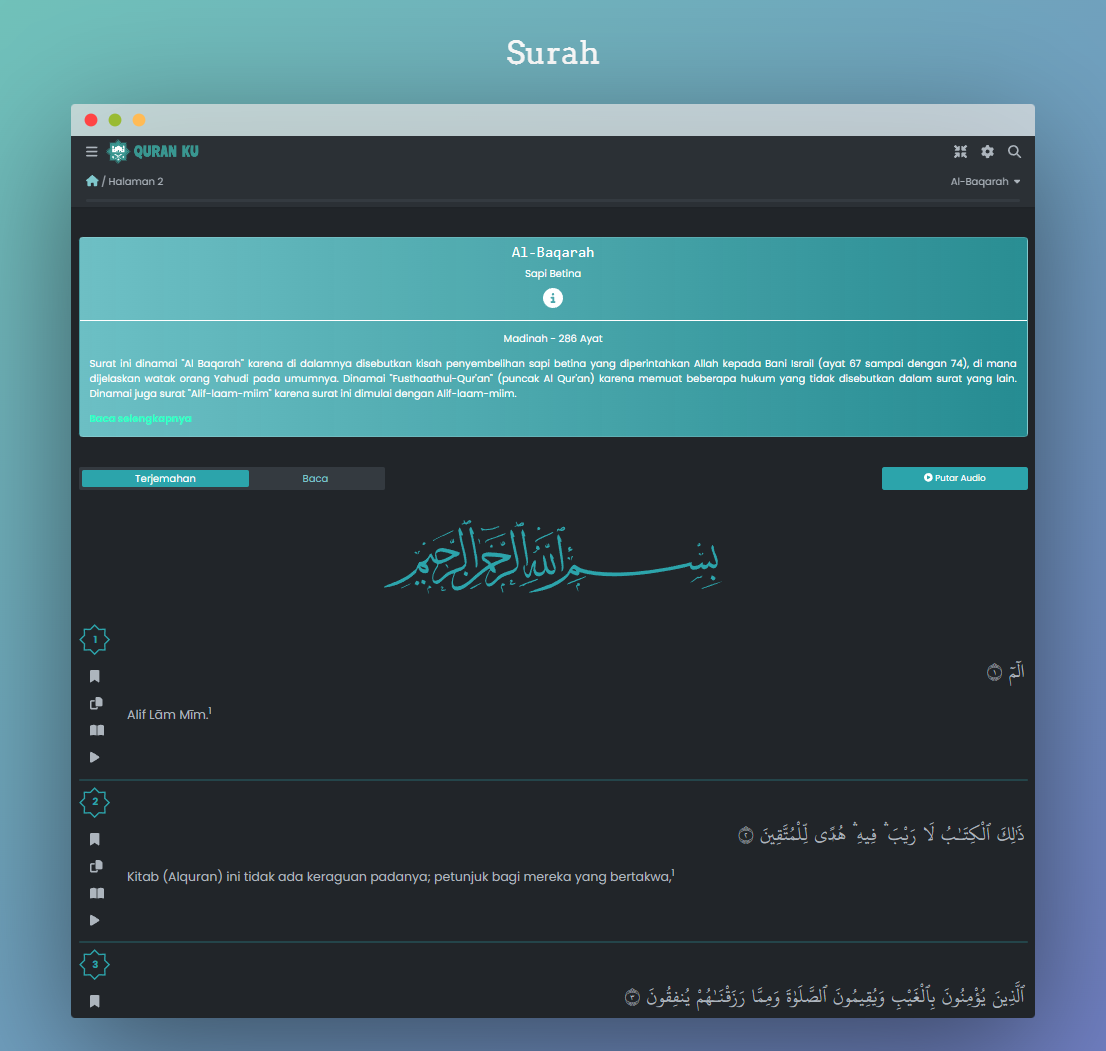 Surah
QURAN KU
/ Halaman 2
Al-Baqarah
Al-Baqarah
Sapi Betina
Madinah - 286 Ayat
Surat ini dinamai "Al Baqarah" karena di dalamnya disebutkan kisah penyembelihan sapi betina yang diperintahkan Allah kepada Bani Israil (ayat 67 sampai dengan 74), di mana
dijelaskan watak orang Yahudi pada umumnya. Dinamai "Fusthaathul-Qur'an" (puncak Al Qur'an) karena memuat beberapa hukum yang tidak disebutkan dalam surat yang lain.
Dinamai juga surat "Alif-laam-miim" karena surat ini dimulai dengan Alif-laam-miim.
Baca selengkapnya
Terjemahan
Baca
Putar Audio
بِسْمِ ٱللَّهِ ٱلرَّحْمَٰنِ ٱلرَّحِيمِ
1
الٓمٓ ١
Alif Lām Mīm.1
2
ذَٰلِكَ ٱلْكِتَـٰبُ لَا رَيْبَ ۛ فِيهِ ۛ هُدًى لِّلْمُتَّقِينَ ٢
Kitab (Alquran) ini tidak ada keraguan padanya; petunjuk bagi mereka yang bertakwa,1
3
ٱلَّذِينَ يُؤْمِنُونَ بِٱلْغَيْبِ وَيُقِيمُونَ ٱلصَّلَوٰةَ وَمِمَّا رَزَقْنَـٰهُمْ يُنفِقُونَ ٣